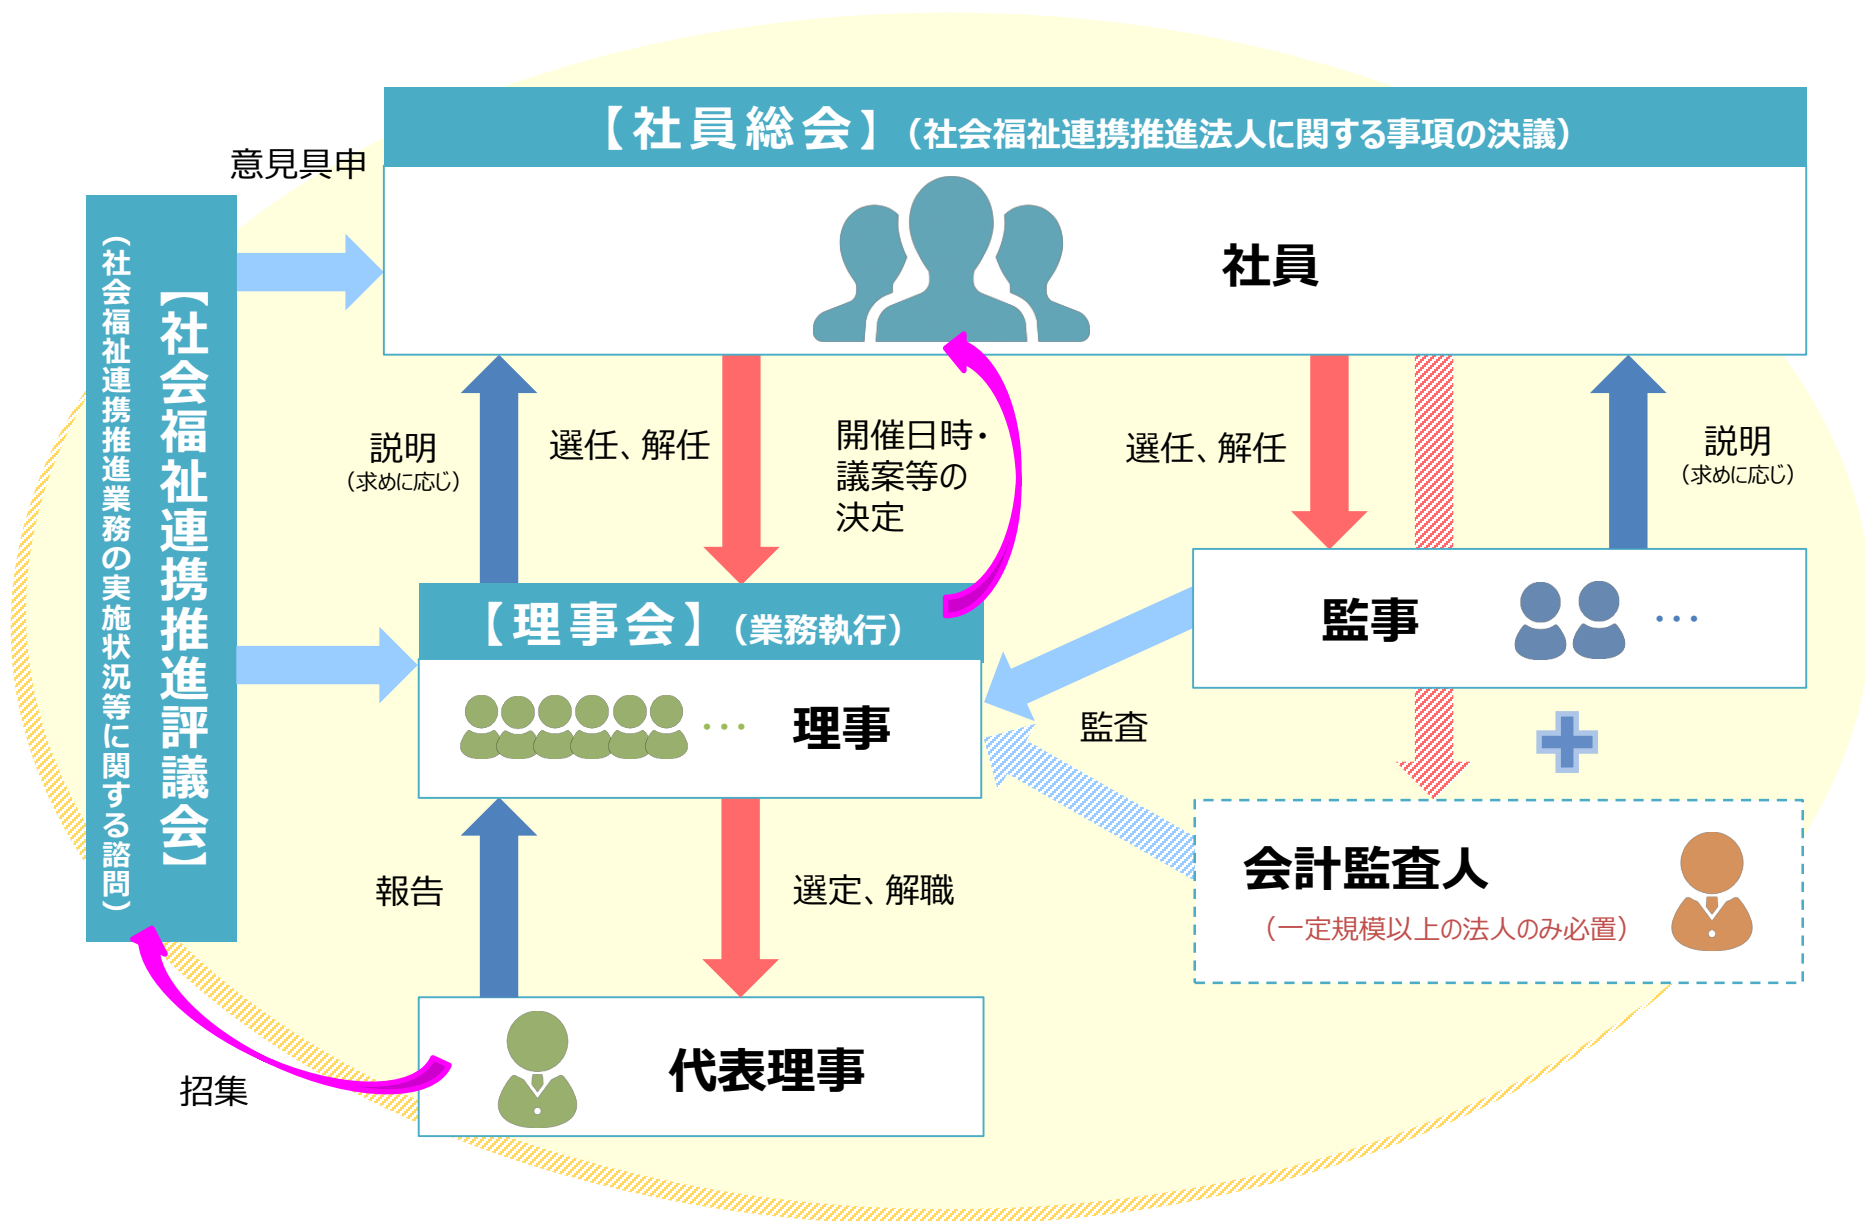 【社員総会】（社会福祉連携推進法人に関する事項の決議）
意見具申
社員
【社会福祉連携推進評議会】
（社会福祉連携推進業務の実施状況等に関する諮問）
説明
（求めに応じ）
選任、解任
開催日時・
議案等の
決定
選任、解任
説明
（求めに応じ）
【理事会】（業務執行）
理事
・・・
監事
・・・
監査
会計監査人
（一定規模以上の法人のみ必置）
報告
選定、解職
代表理事
招集